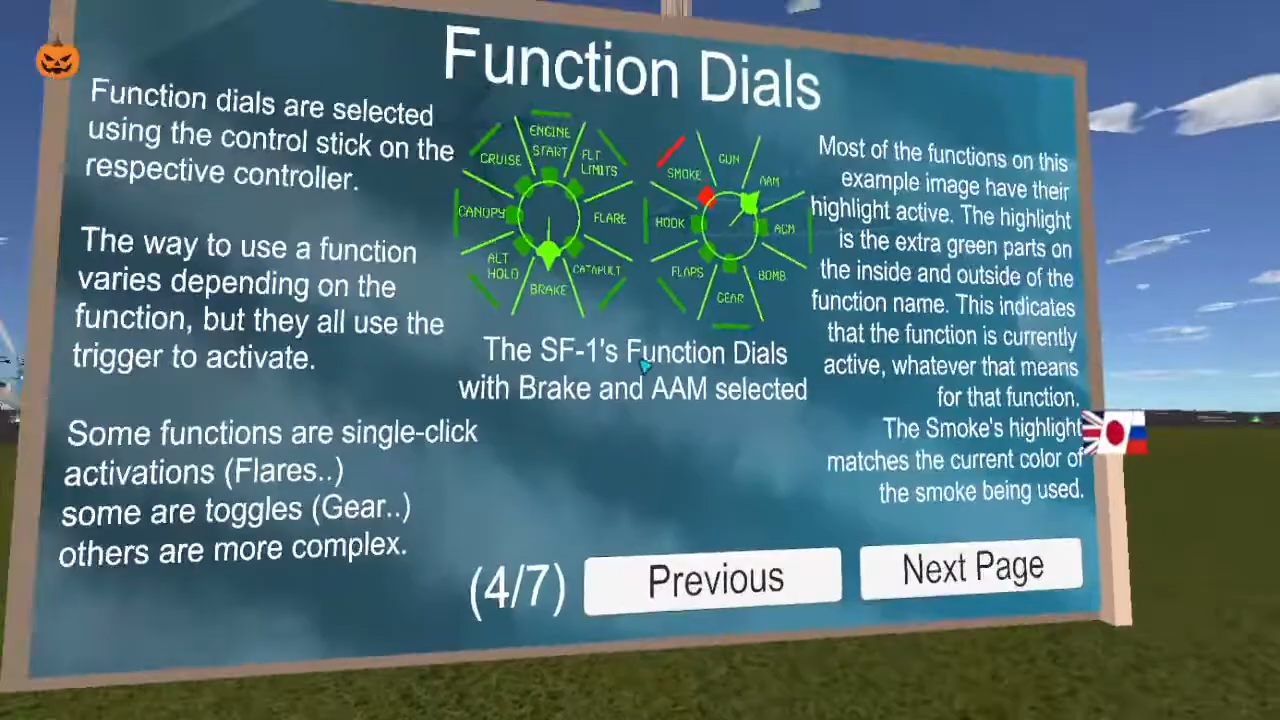 Function Dials
Function dials are selected
using the control stick on the
respective controller.
The way to use a function
varies depending on the
function, but they all use the
trigger to activate.
Some functions are single-click
activations (Flares..)
some are toggles (Gear..)
others are more complex.
ENGINE
START
FLT
LIMITS
FLARE
CATAPULT
BRAKE
ALT
HOLD
CANOPY
CRUISE
GUN
AAM
AGM
BOMB
GEAR
FLAPS
HOOK
SMOKE
The SF-1's Function Dials
with Brake and AAM selected
Most of the functions on this
example image have their
highlight active. The highlight
is the extra green parts on
the inside and outside of the
function name. This indicates
that the function is currently
active, whatever that means
for that function.
The Smoke's highlight
matches the current color of
the smoke being used.
(4/7)
Previous
Next Page